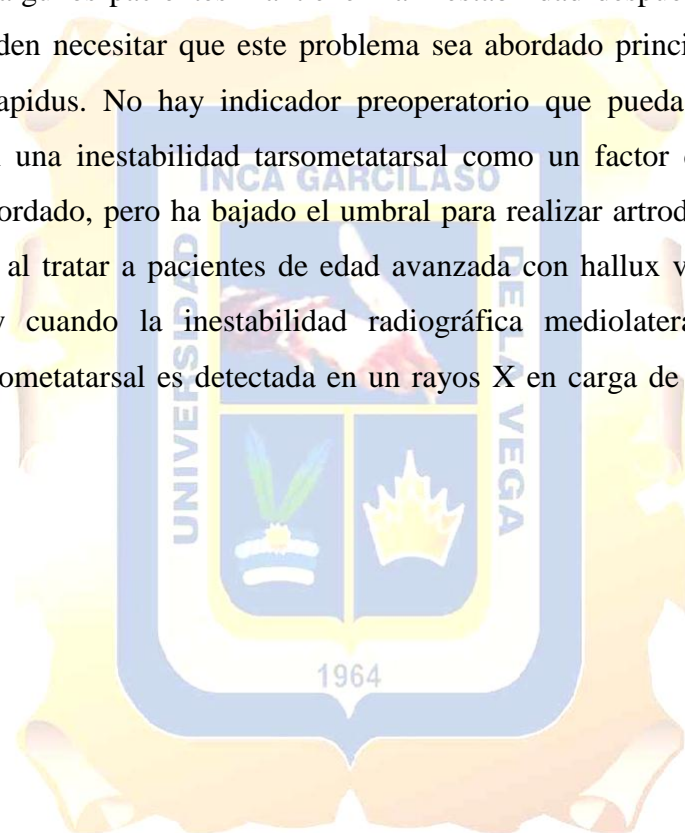 den necesitar que este problema sea abordado princi
apidus. No hay indicador preoperatorio que pueda
una inestabilidad tarsometatarsal como un factor
ordado, pero ha bajado el umbral para realizar artrod
al tratar a pacientes de edad avanzada con hallux v
y cuando la inestabilidad radiográfica mediolatera
sometatarsal es detectada en un rayos X en carga de
INCA GARCILASO
UNIVERSIDAD
DE LA VEGA
1964